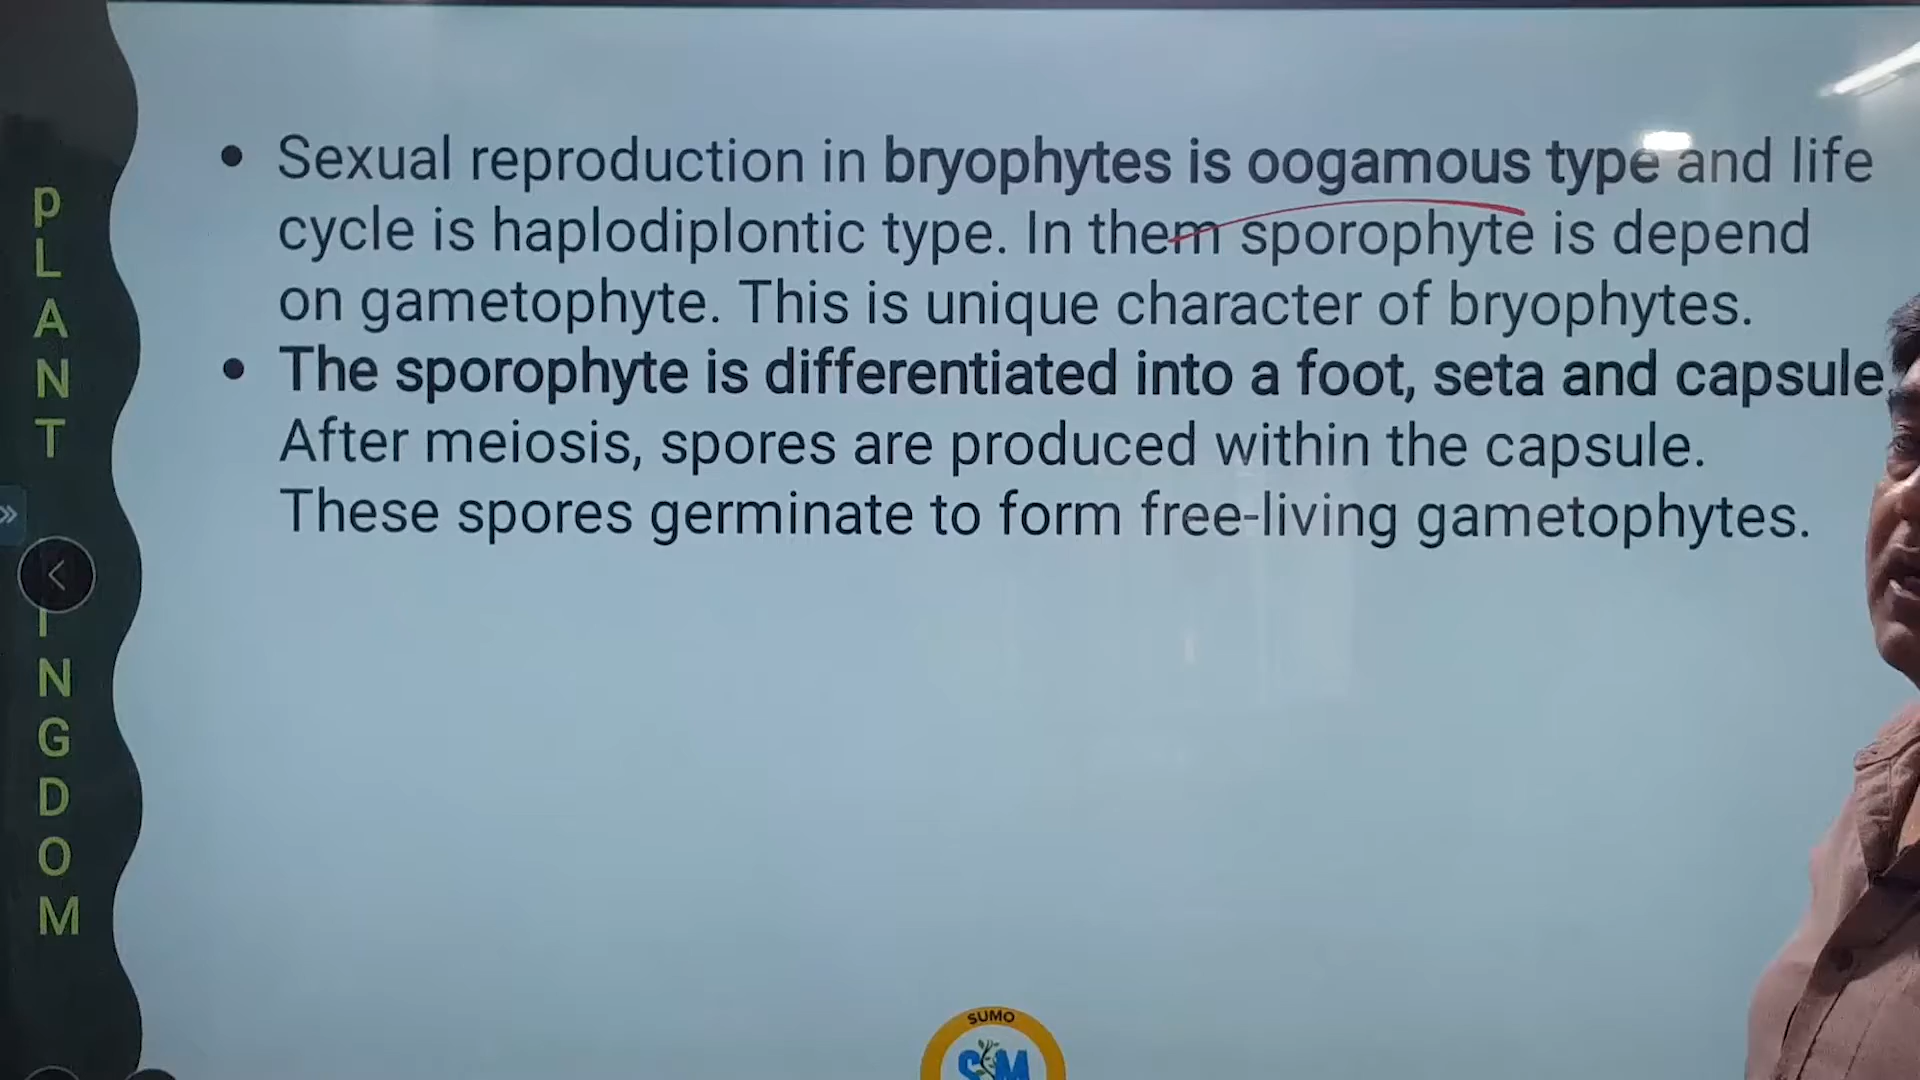 PLANT
INGDOM
• Sexual reproduction in bryophytes is oogamous type and life
cycle is haplodiplontic type. In them sporophyte is depend
on gametophyte. This is unique character of bryophytes.
• The sporophyte is differentiated into a foot, seta and capsule.
After meiosis, spores are produced within the capsule.
These spores germinate to form free-living gametophytes.
SUMO